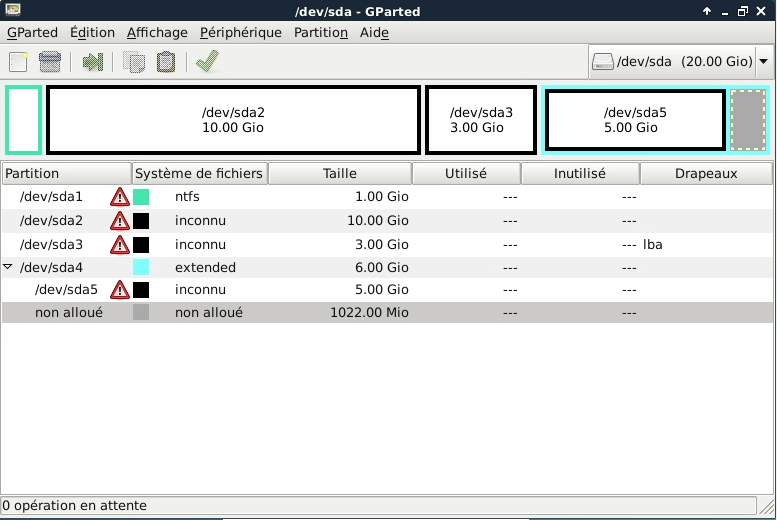 /dev/sda - GParted
GParted Édition Affichage Périphérique Partition Aide
/dev/sda (20.00 Gio)
/dev/sda2
10.00 Gio
/dev/sda3
3.00 Gio
/dev/sda5
5.00 Gio
Partition Système de fichiers Taille Utilisé Inutilisé Drapeaux
/dev/sda1 ntfs 1.00 Gio --- ---
/dev/sda2 inconnu 10.00 Gio --- ---
/dev/sda3 inconnu 3.00 Gio --- --- lba
/dev/sda4 extended 6.00 Gio --- ---
/dev/sda5 inconnu 5.00 Gio --- ---
non alloué non alloué 1022.00 Mio --- ---
0 opération en attente